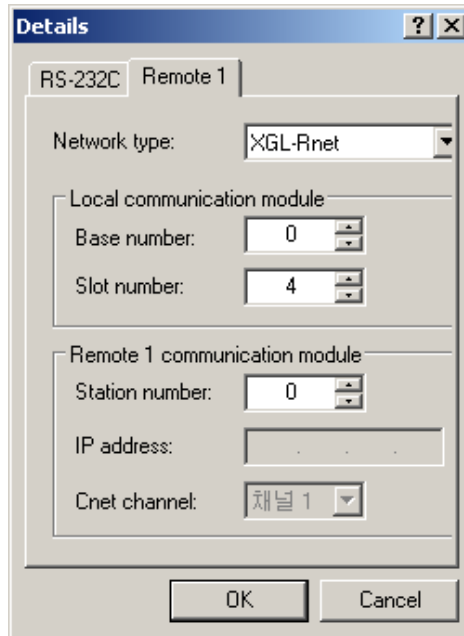 Details
RS-232C Remote 1
Network type: XGL-Rnet
Local communication module
Base number: 0
Slot number: 4
Remote 1 communication module
Station number: 0
IP address: . . .
Cnet channel: 채널 1
OK Cancel